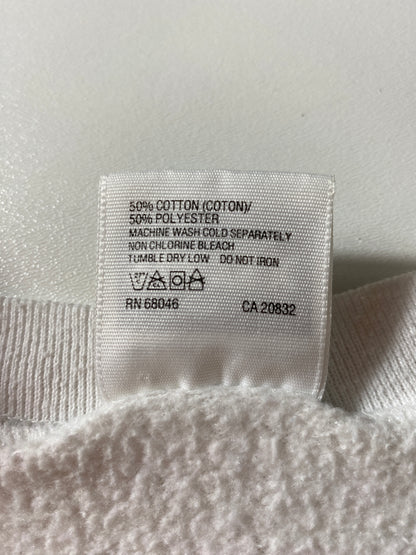 50% COTTON (COTON)/
50% POLYESTER
MACHINE WASH COLD SEPARATELY
NON CHLORINE BLEACH
TUMBLE DRY LOW DO NOT IRON
RN 68046 CA 20832